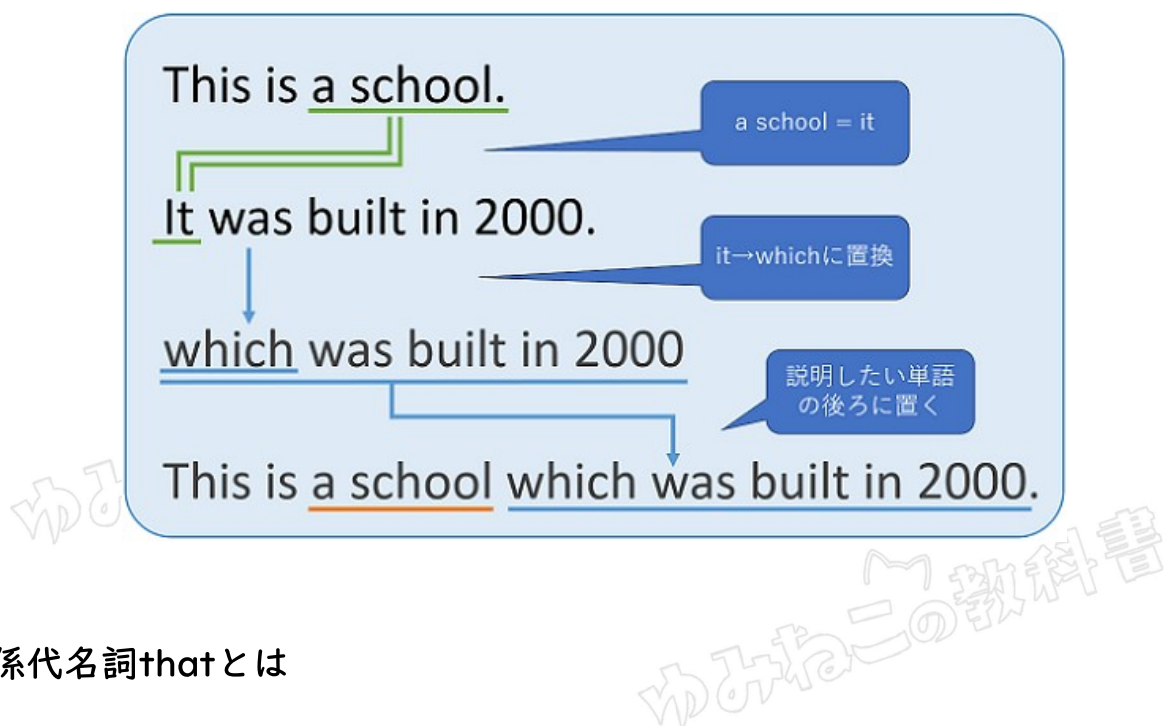 This is a school.
a school = it
It was built in 2000.
it→whichに置換
which was built in 2000
説明したい単語
の後ろに置く
This is a school which was built in 2000.
ゆみ
ゆみねこの教科書
係代名詞thatとは